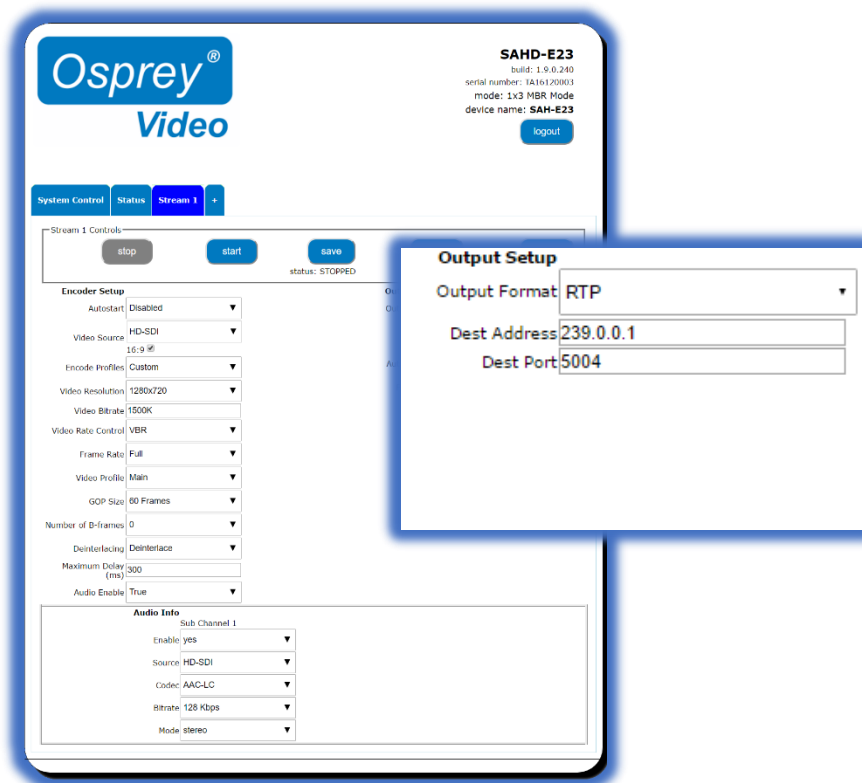 Osprey®
Video
SAHD-E23
build: 1.9.0.240
serial number: TA16120003
mode: 1x3 MBR Mode
device name: SAH-E23
logout
System Control Status Stream 1 +
Stream 1 Controls
stop start save
status: STOPPED
Encoder Setup
Autostart Disabled
Video Source HD-SDI
16:9
Encode Profiles Custom
Video Resolution 1280x720
Video Bitrate 1500K
Video Rate Control VBR
Frame Rate Full
Video Profile Main
GOP Size 60 Frames
Number of B-frames 0
Deinterlacing Deinterlace
Maximum Delay
(ms) 300
Audio Enable True
Audio Info
Sub Channel 1
Enable yes
Source HD-SDI
Codec AAC-LC
Bitrate 128 Kbps
Mode stereo
Output Setup
Output Format RTP
Dest Address 239.0.0.1
Dest Port 5004